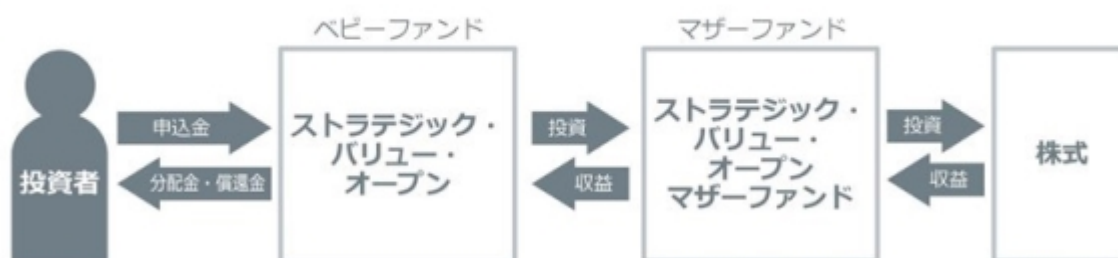 ベビーファンド
マザーファンド
投資者
申込金
分配金・償還金
ストラテジック・
バリュー・
オープン
投資
収益
ストラテジック・
バリュー・
オープン
マザーファンド
投資
収益
株式